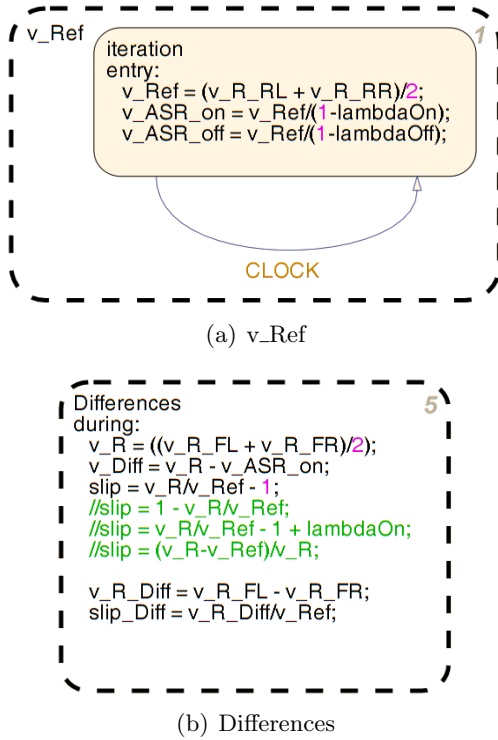 v_Ref
1
iteration
entry:
v_Ref = (v_R_RL + v_R_RR)/2;
v_ASR_on = v_Ref/(1-lambdaOn);
v_ASR_off = v_Ref/(1-lambdaOff);
CLOCK
(a) v_Ref
Differences
5
during:
v_R = ((v_R_FL + v_R_FR)/2);
v_Diff = v_R - v_ASR_on;
slip = v_R/v_Ref - 1;
//slip = 1 - v_R/v_Ref;
//slip = v_R/v_Ref - 1 + lambdaOn;
//slip = (v_R-v_Ref)/v_R;
v_R_Diff = v_R_FL - v_R_FR;
slip_Diff = v_R_Diff/v_Ref;
(b) Differences